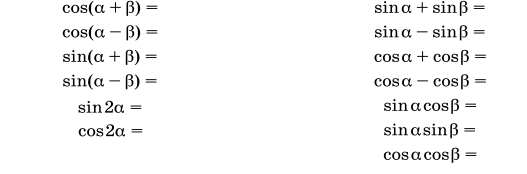 cos(α + β) =
cos(α − β) =
sin(α + β) =
sin(α − β) =
sin 2α =
cos 2α =
sin α + sin β =
sin α − sin β =
cos α + cos β =
cos α − cos β =
sin α cos β =
sin α sin β =
cos α cos β =